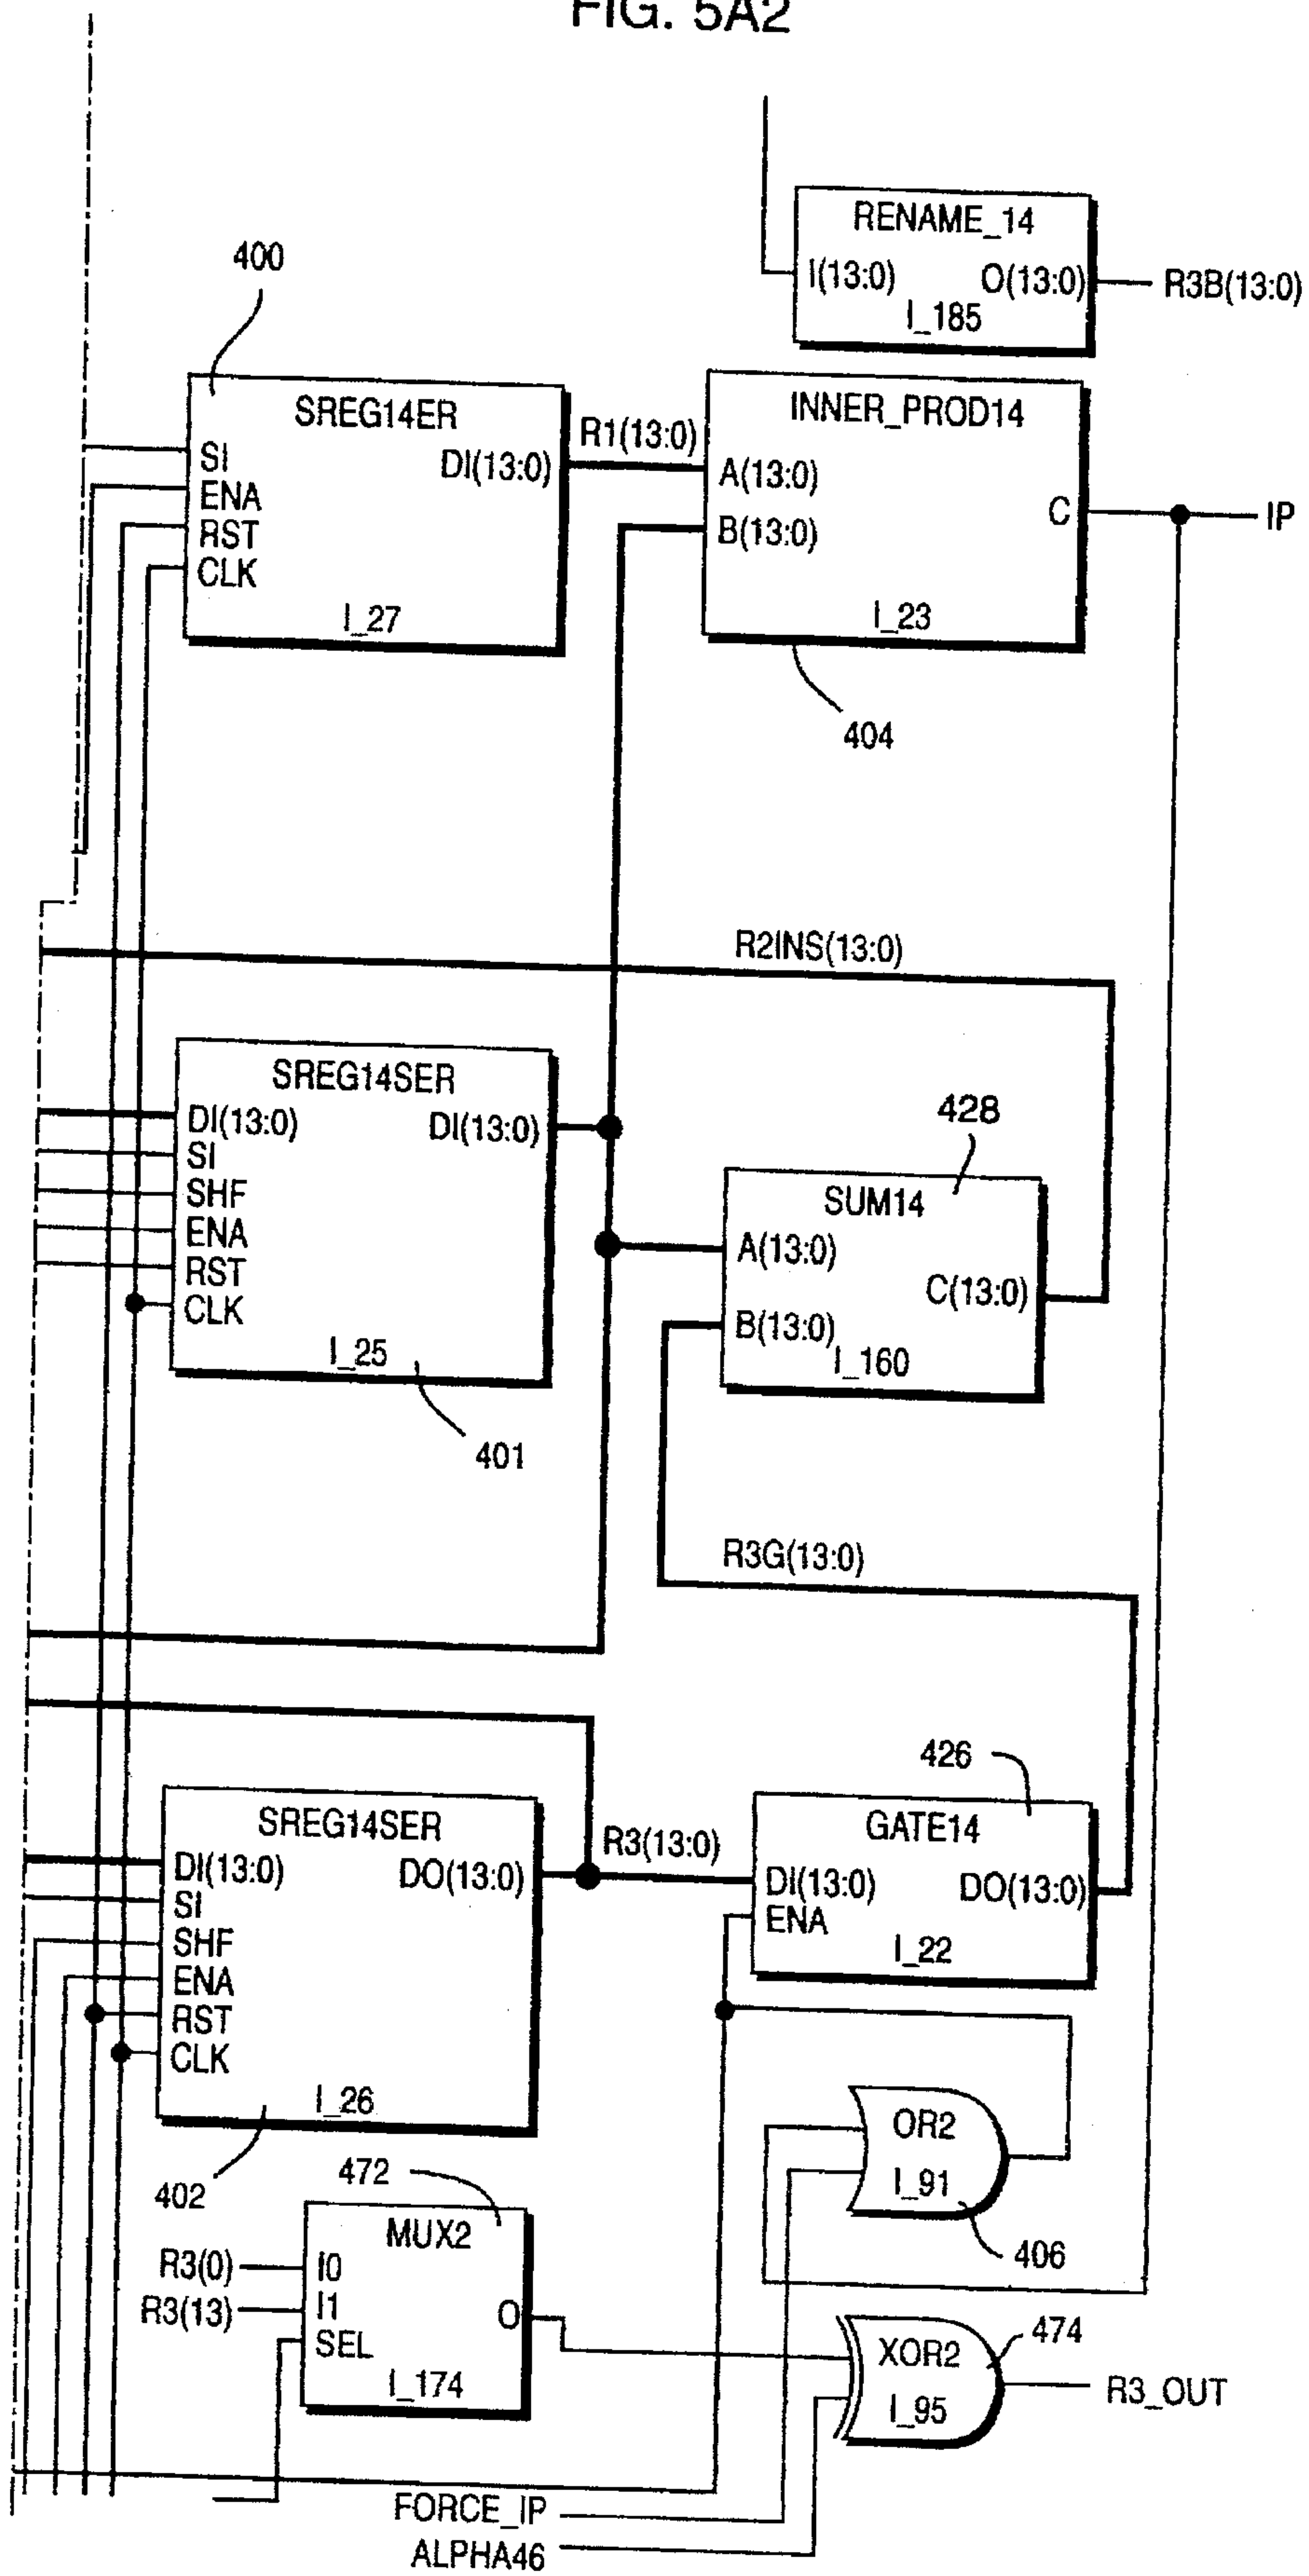 FIG. 5A2
RENAME_14
I(13:0) O(13:0)
I_185
R3B(13:0)
400
SREG14ER
SI
ENA
RST
CLK
DI(13:0)
I_27
R1(13:0)
INNER_PROD14
A(13:0)
B(13:0)
C
I_23
IP
404
R2INS(13:0)
SREG14SER
DI(13:0) DI(13:0)
SI
SHF
ENA
RST
CLK
I_25
401
428
SUM14
A(13:0)
C(13:0)
B(13:0)
I_160
R3G(13:0)
SREG14SER
DI(13:0) DO(13:0)
SI
SHF
ENA
RST
CLK
I_26
402
R3(13:0)
426
GATE14
DI(13:0) DO(13:0)
ENA
I_22
OR2
I_91
406
472
MUX2
R3(0) I0
R3(13) I1
SEL
O
I_174
XOR2
I_95
474
R3_OUT
FORCE_IP
ALPHA46